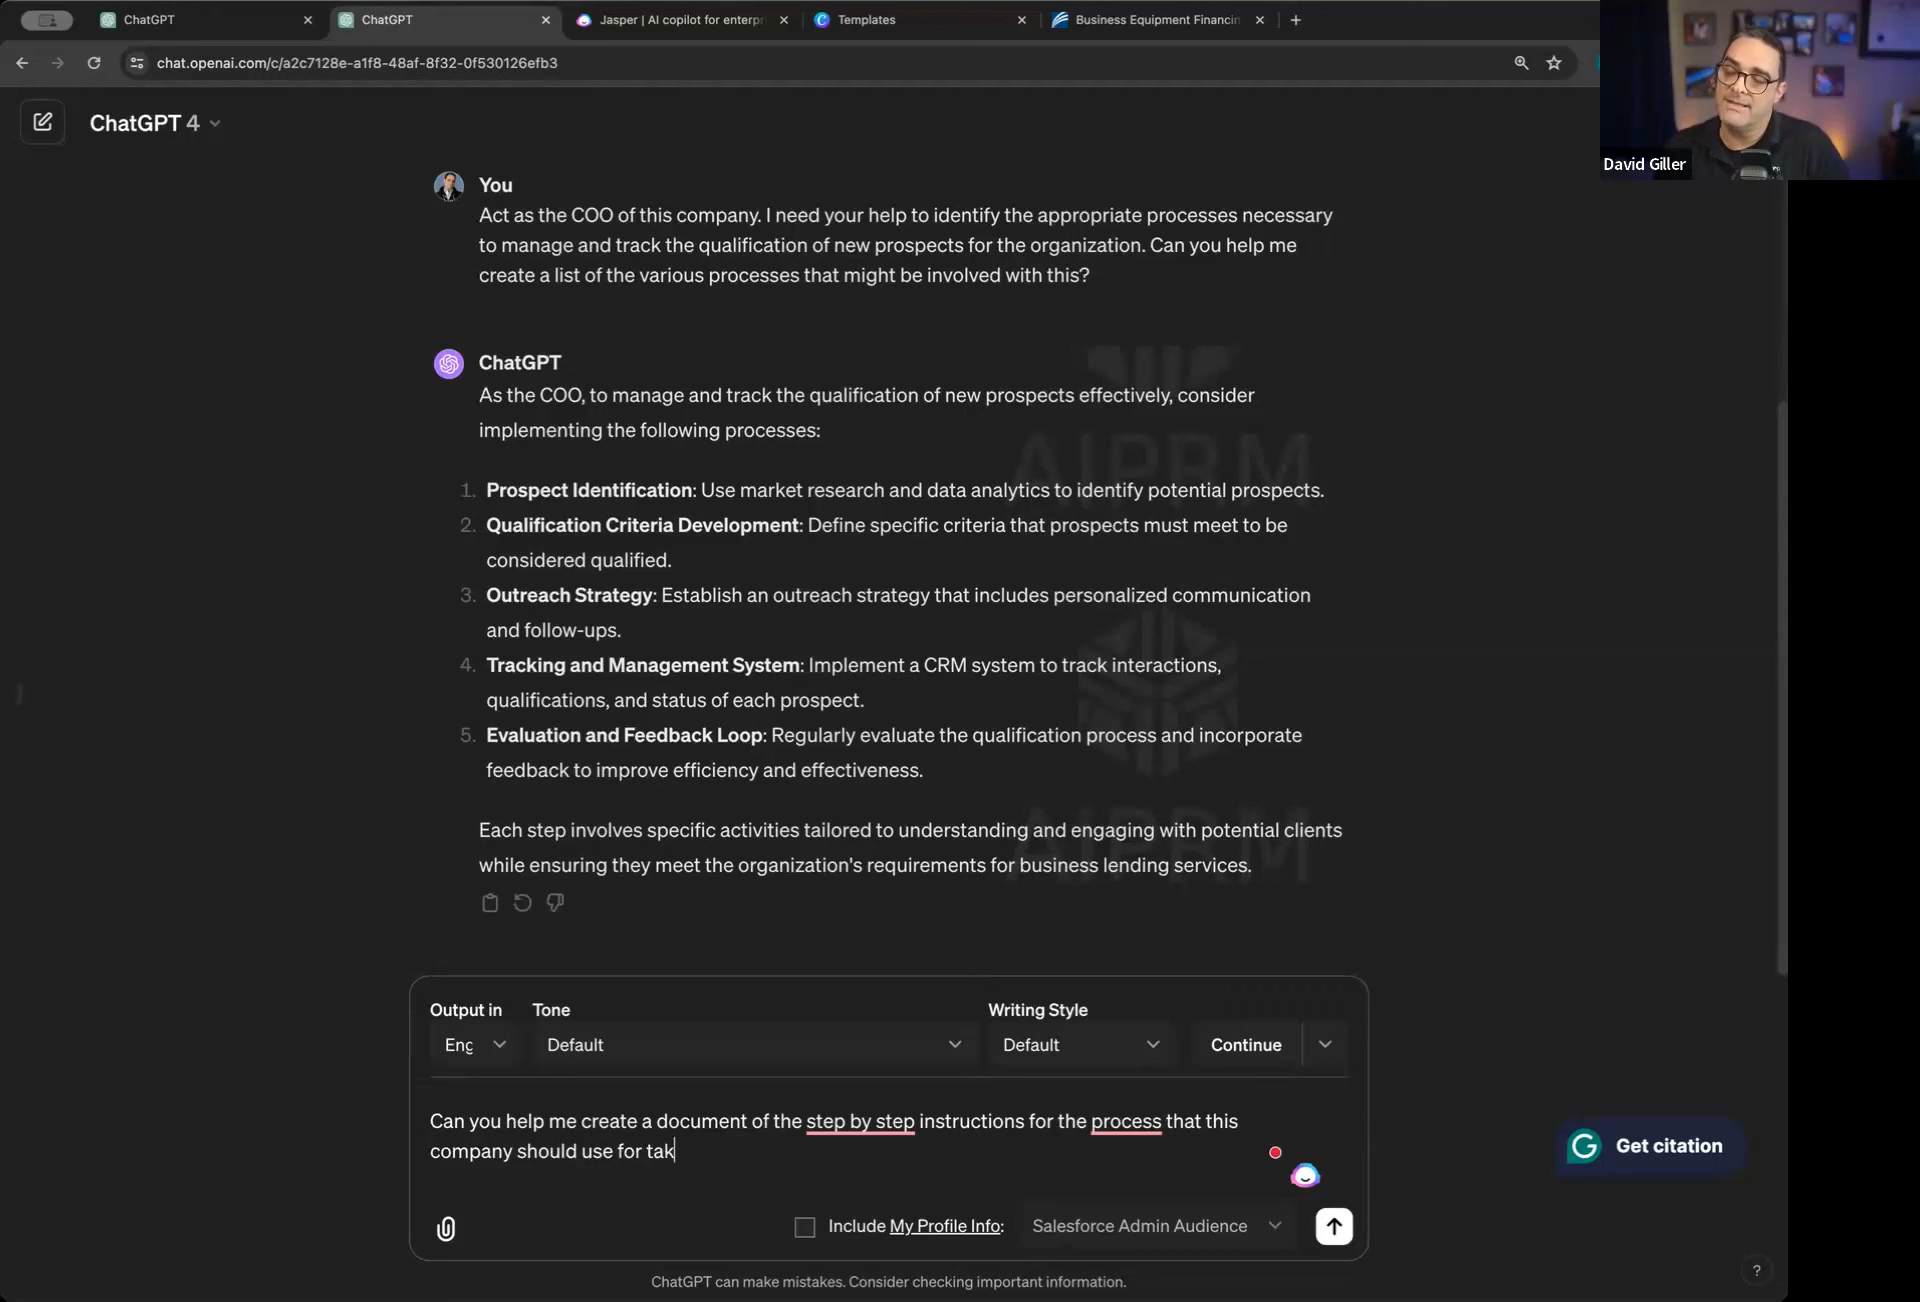 ChatGPT
ChatGPT
Jasper | AI copilot for enterpr
Templates
Business Equipment Financin
chat.openai.com/c/a2c7128e-a1f8-48af-8f32-0f530126efb3
David Giller
ChatGPT 4
You
Act as the COO of this company. I need your help to identify the appropriate processes necessary
to manage and track the qualification of new prospects for the organization. Can you help me
create a list of the various processes that might be involved with this?
ChatGPT
As the COO, to manage and track the qualification of new prospects effectively, consider
implementing the following processes:
AIPRM
1. Prospect Identification: Use market research and data analytics to identify potential prospects.
2. Qualification Criteria Development: Define specific criteria that prospects must meet to be
considered qualified.
3. Outreach Strategy: Establish an outreach strategy that includes personalized communication
and follow-ups.
4. Tracking and Management System: Implement a CRM system to track interactions,
qualifications, and status of each prospect.
5. Evaluation and Feedback Loop: Regularly evaluate the qualification process and incorporate
feedback to improve efficiency and effectiveness.
Each step involves specific activities tailored to understanding and engaging with potential clients
while ensuring they meet the organization's requirements for business lending services.
AIPRM
Output in Tone Writing Style
Eng Default Default Continue
Can you help me create a document of the step by step instructions for the process that this
company should use for tak
Get citation
Include My Profile Info: Salesforce Admin Audience
ChatGPT can make mistakes. Consider checking important information.
?